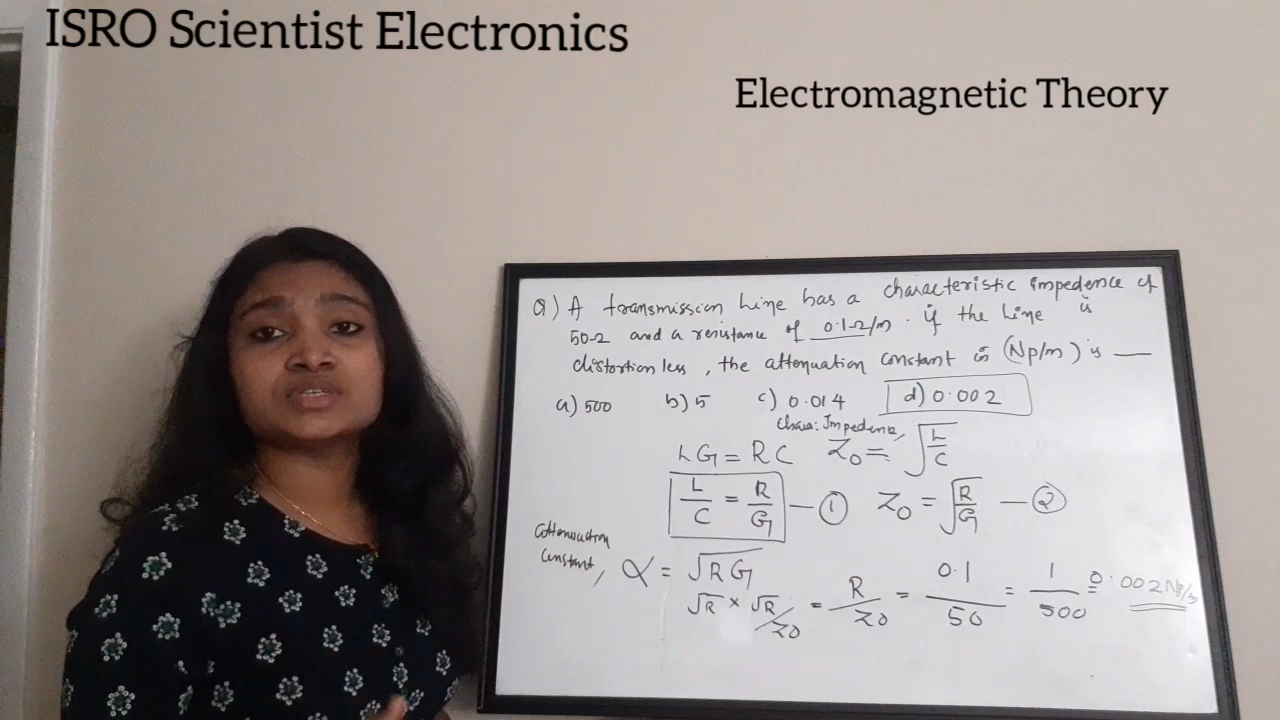 ISRO Scientist Electronics
Electromagnetic Theory
Q) A transmission Line has a characteristic impedence of
50Ω and a resistance of 0.1Ω/m . if the Line is
distortion less , the attenuation constant in (Np/m) is __
a) 500 b) 5 c) 0.014 d) 0.002
Chara: Impedence,
LG = RC Z0 = √L/C
L/C = R/G — ① Z0 = √R/G — ②
attenuation
constant, α = √RG
√R × √R/Z0 = R/Z0 = 0.1/50 = 1/500 = 0.002 Np/m